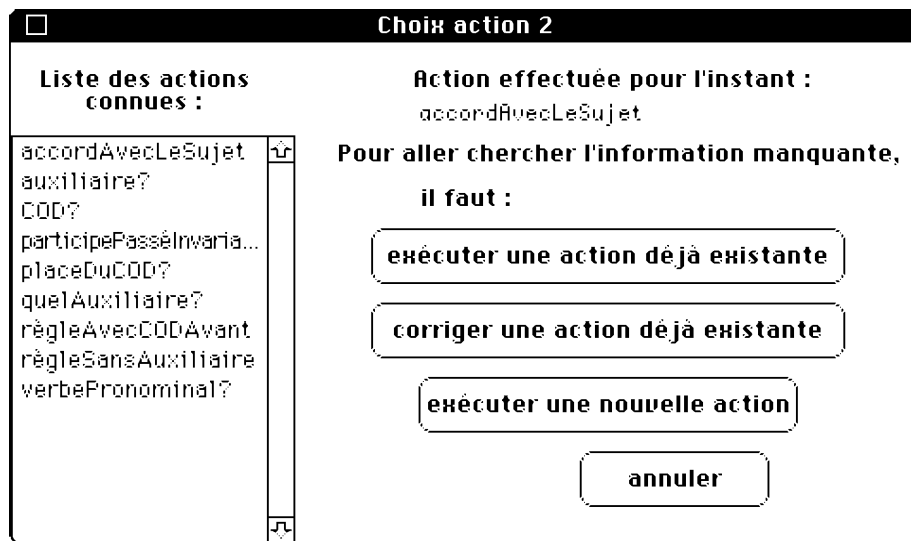 Choix action 2
Liste des actions
connues :
accordAvecLeSujet
auxiliaire?
COD?
participePasséInvaria...
placeDuCOD?
quelAuxiliaire?
règleAvecCODAvant
règleSansAuxiliaire
verbePronominal?
Action effectuée pour l'instant :
accordAvecLeSujet
Pour aller chercher l'information manquante,
il faut :
exécuter une action déjà existante
corriger une action déjà existante
exécuter une nouvelle action
annuler